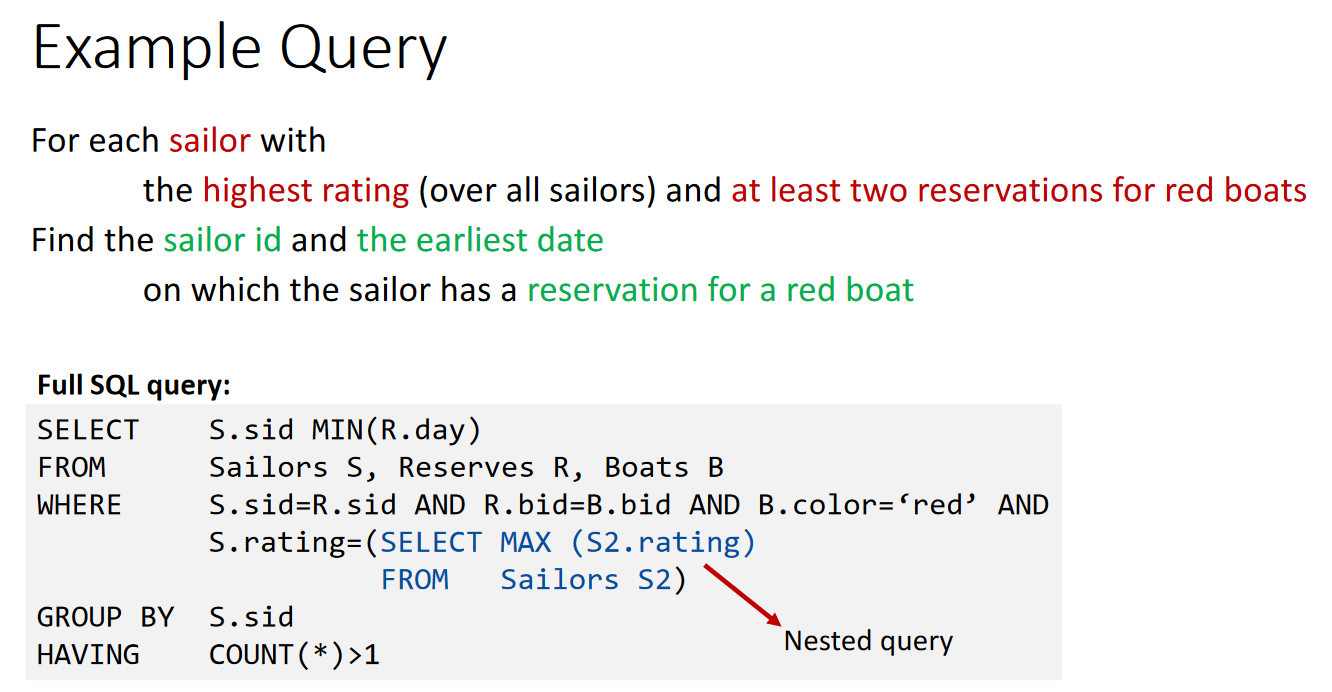 Example Query
For each sailor with
the highest rating (over all sailors) and at least two reservations for red boats
Find the sailor id and the earliest date
on which the sailor has a reservation for a red boat
Full SQL query:
SELECT S.sid MIN(R.day)
FROM Sailors S, Reserves R, Boats B
WHERE S.sid=R.sid AND R.bid=B.bid AND B.color=‘red’ AND
S.rating=(SELECT MAX (S2.rating)
FROM Sailors S2)
GROUP BY S.sid
HAVING COUNT(*)>1
Nested query